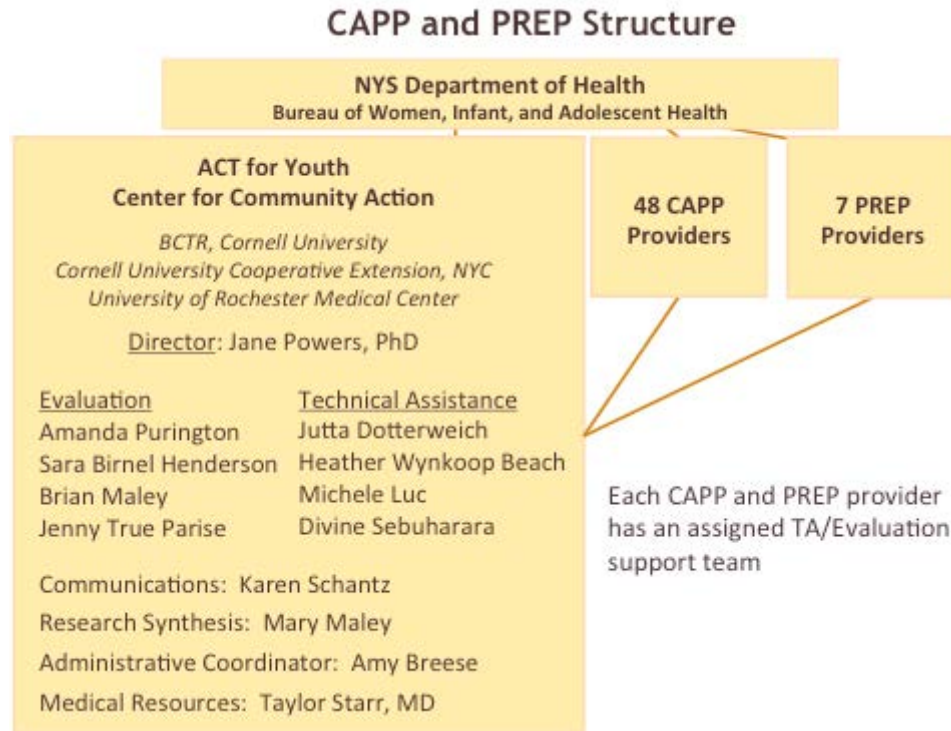 CAPP and PREP Structure
NYS Department of Health
Bureau of Women, Infant, and Adolescent Health
ACT for Youth
Center for Community Action
BCTR, Cornell University
Cornell University Cooperative Extension, NYC
University of Rochester Medical Center
Director: Jane Powers, PhD
Evaluation
Amanda Purington
Sara Birnel Henderson
Brian Maley
Jenny True Parise
Technical Assistance
Jutta Dotterweich
Heather Wynkoop Beach
Michele Luc
Divine Sebuharara
Communications: Karen Schantz
Research Synthesis: Mary Maley
Administrative Coordinator: Amy Breese
Medical Resources: Taylor Starr, MD
48 CAPP
Providers
7 PREP
Providers
Each CAPP and PREP provider
has an assigned TA/Evaluation
support team